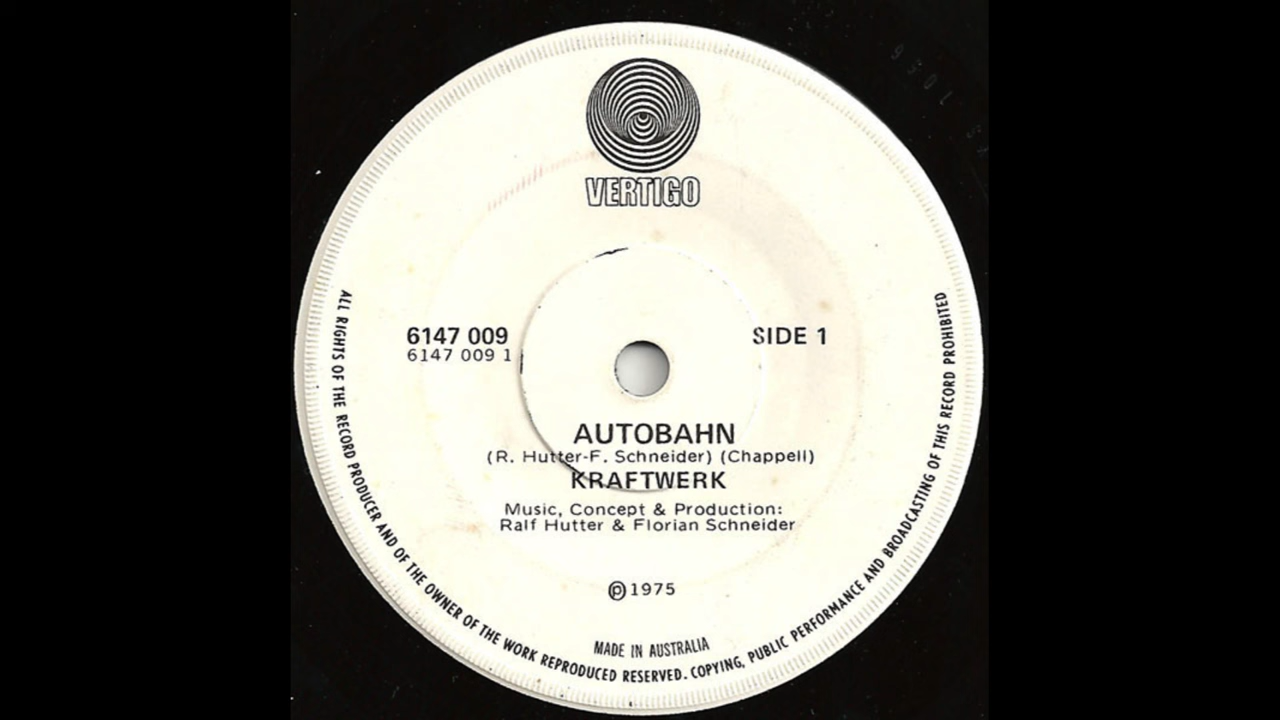 VERTIGO
6147 009
6147 009 1
SIDE 1
AUTOBAHN
(R. Hutter-F. Schneider) (Chappell)
KRAFTWERK
Music, Concept & Production:
Ralf Hutter & Florian Schneider
℗1975
MADE IN AUSTRALIA
ALL RIGHTS OF THE RECORD PRODUCER AND OF THE OWNER OF THE WORK REPRODUCED RESERVED. COPYING, PUBLIC PERFORMANCE AND BROADCASTING OF THIS RECORD PROHIBITED